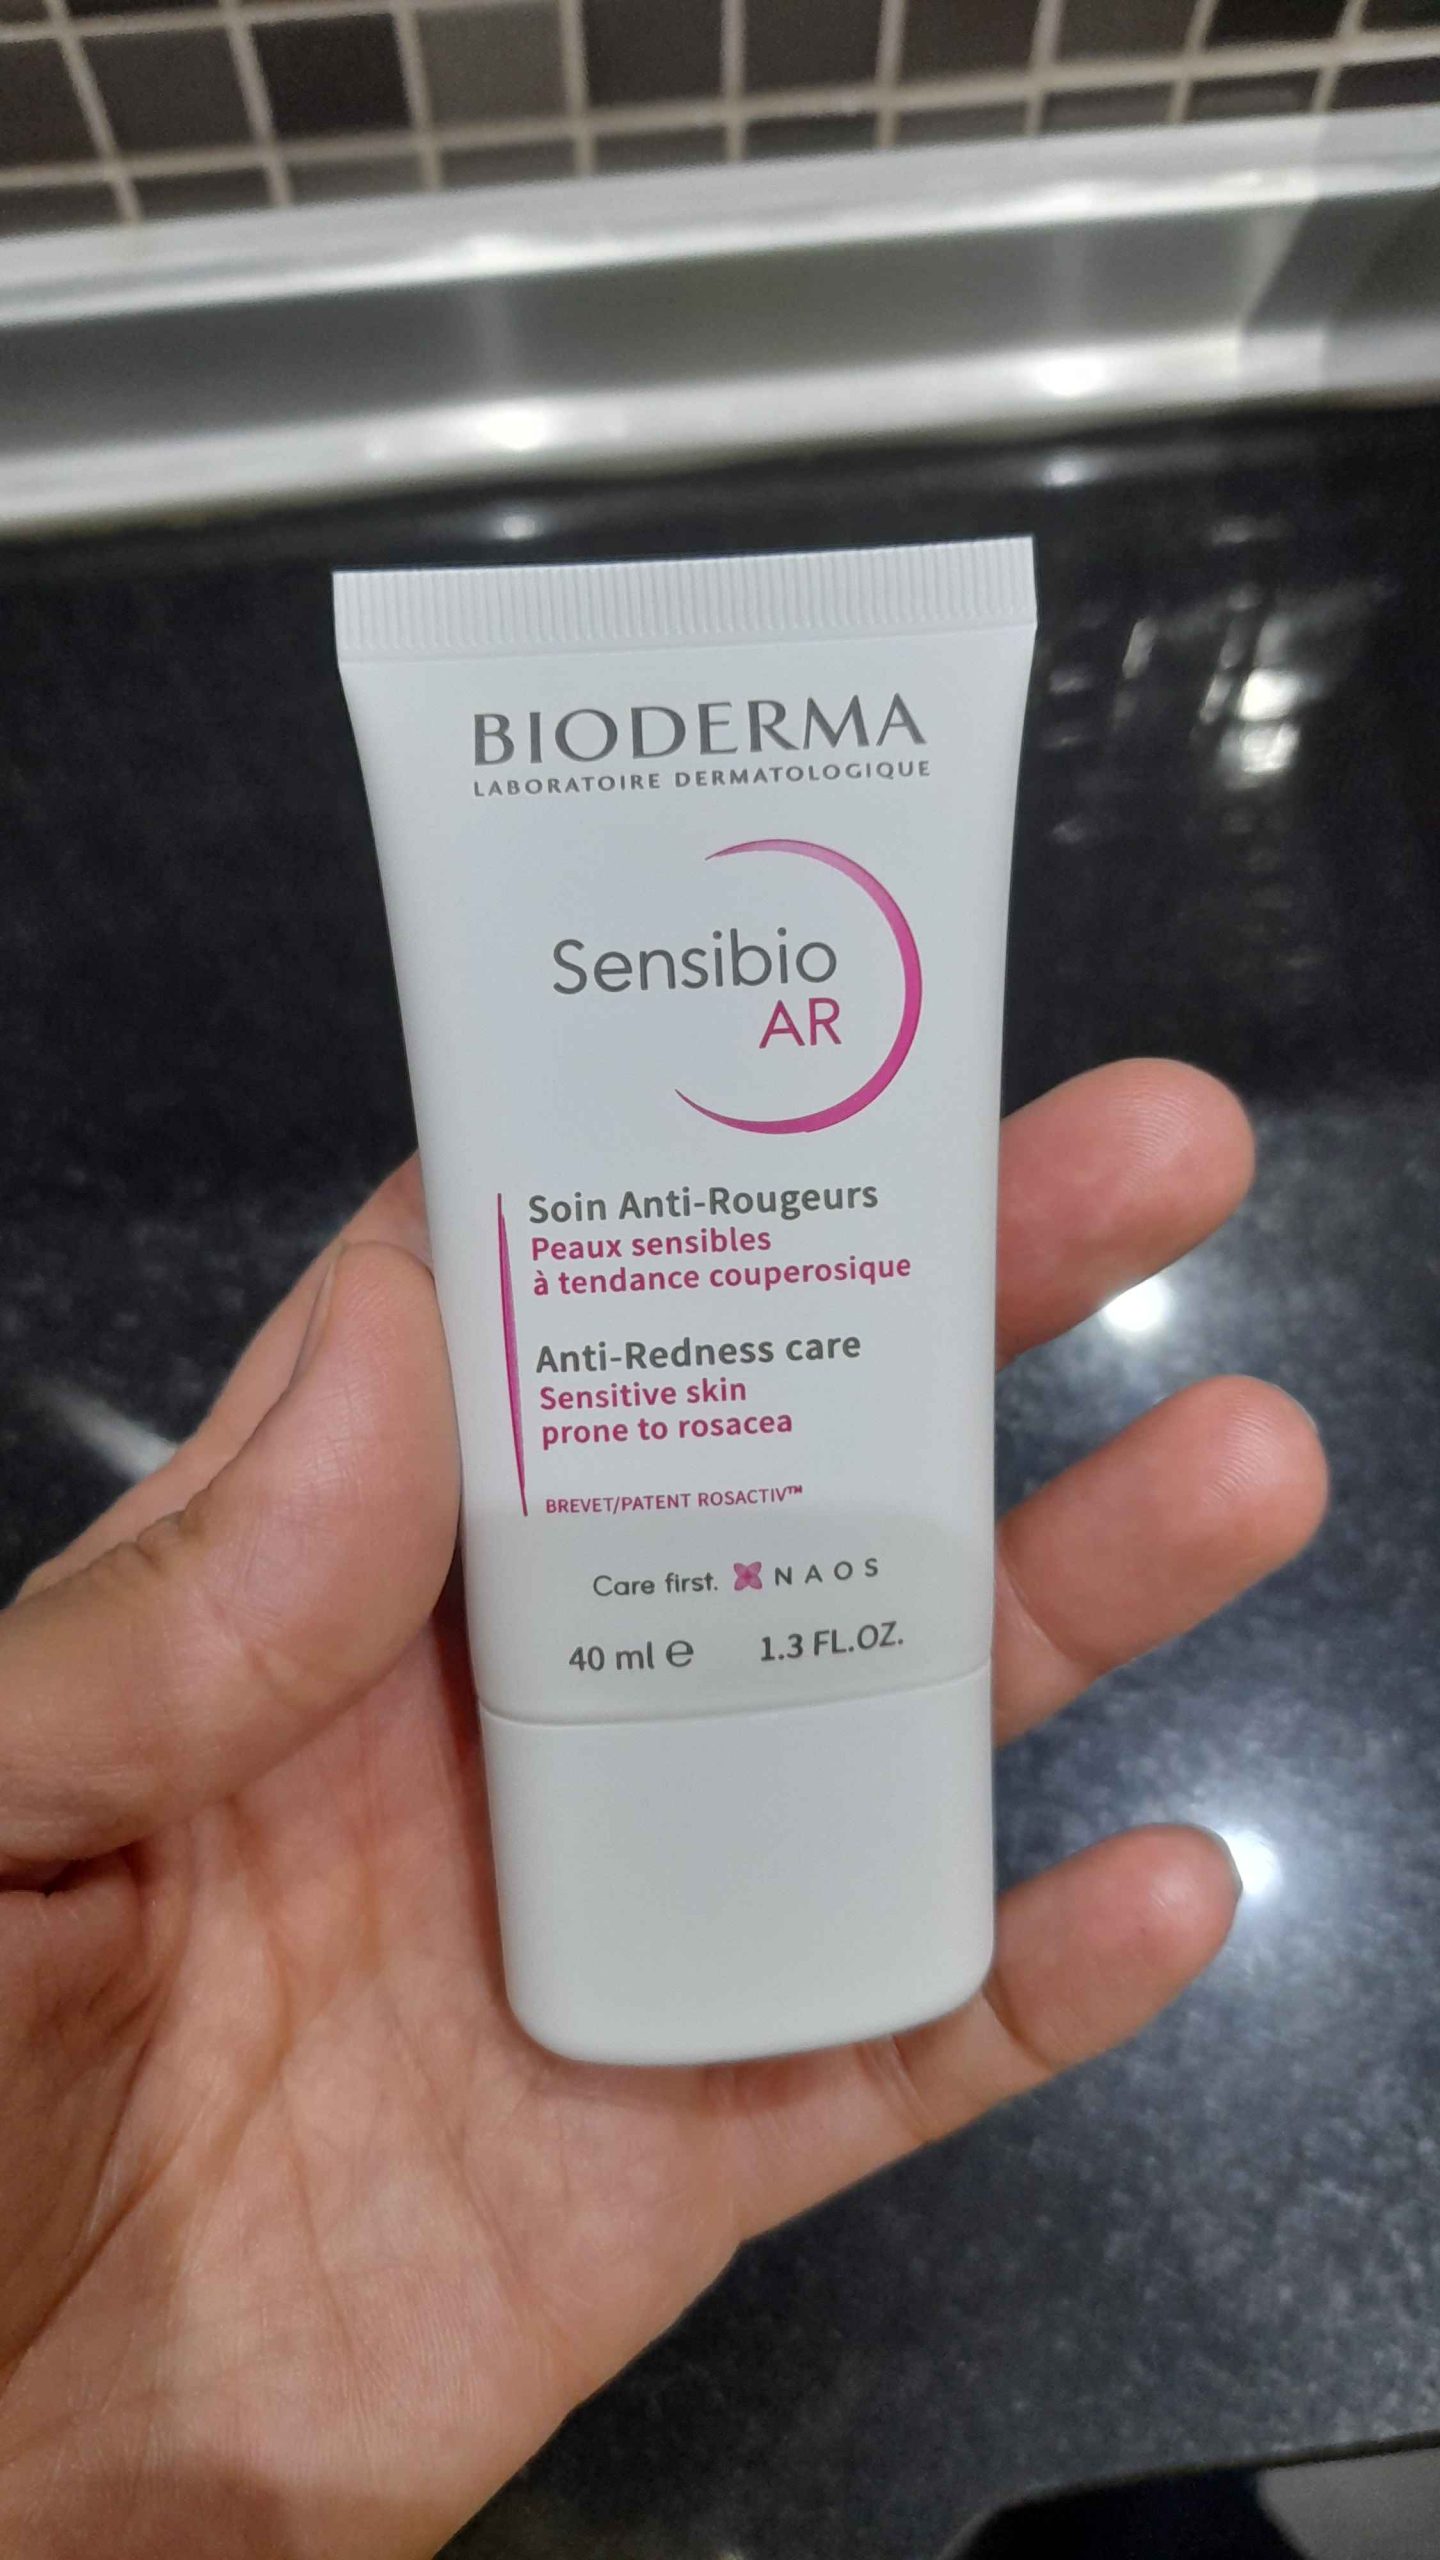 BIODERMA
LABORATOIRE DERMATOLOGIQUE
Sensibio
AR
Soin Anti-Rougeurs
Peaux sensibles
à tendance couperosique
Anti-Redness care
Sensitive skin
prone to rosacea
BREVET/PATENT ROSACTIV™
Care first. NAOS
40 ml ℮ 1.3 FL.OZ.